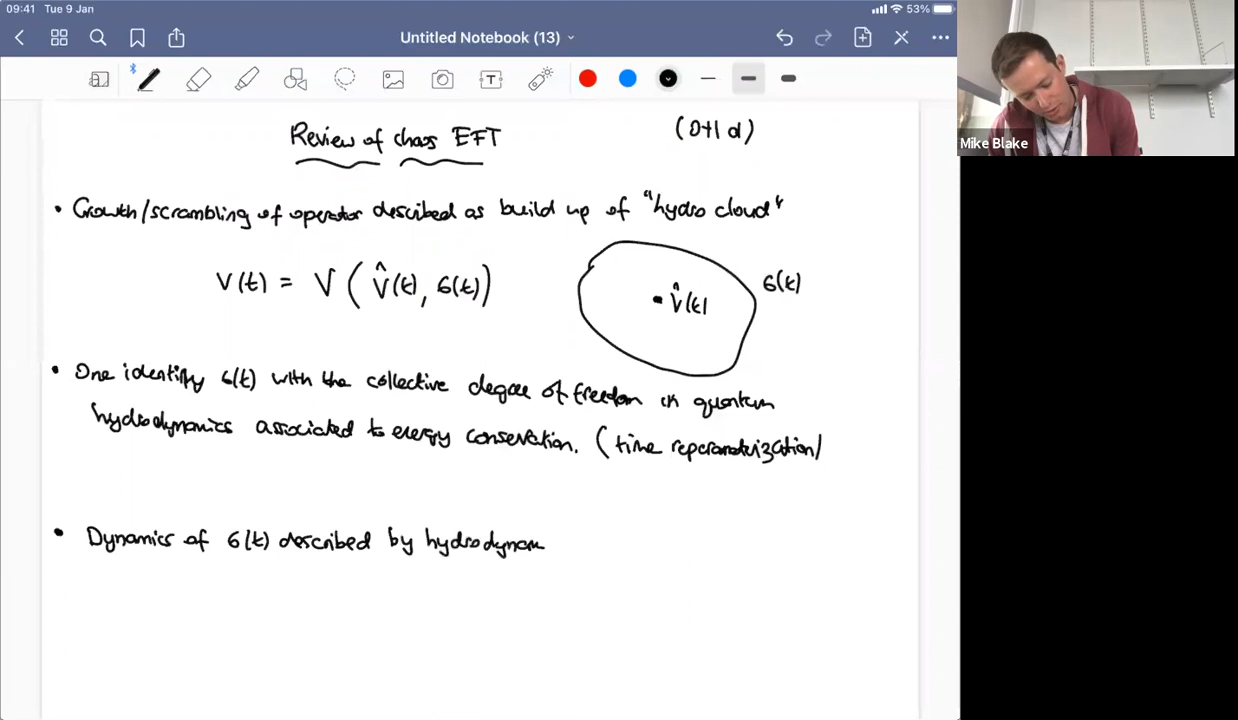 09:41 Tue 9 Jan
53%
Untitled Notebook (13)
T
Mike Blake
Review of chaos EFT
(0+1 d)
• Growth/scrambling of operator described as build up of "hydro cloud"
V(t) = V ( V̂(t), σ(t))
• V̂(t)
σ(t)
• One identify σ(t) with the collective degree of freedom in quantum
hydrodynamics associated to energy conservation. (time reparameterization)
• Dynamics of σ(t) described by hydrodynam